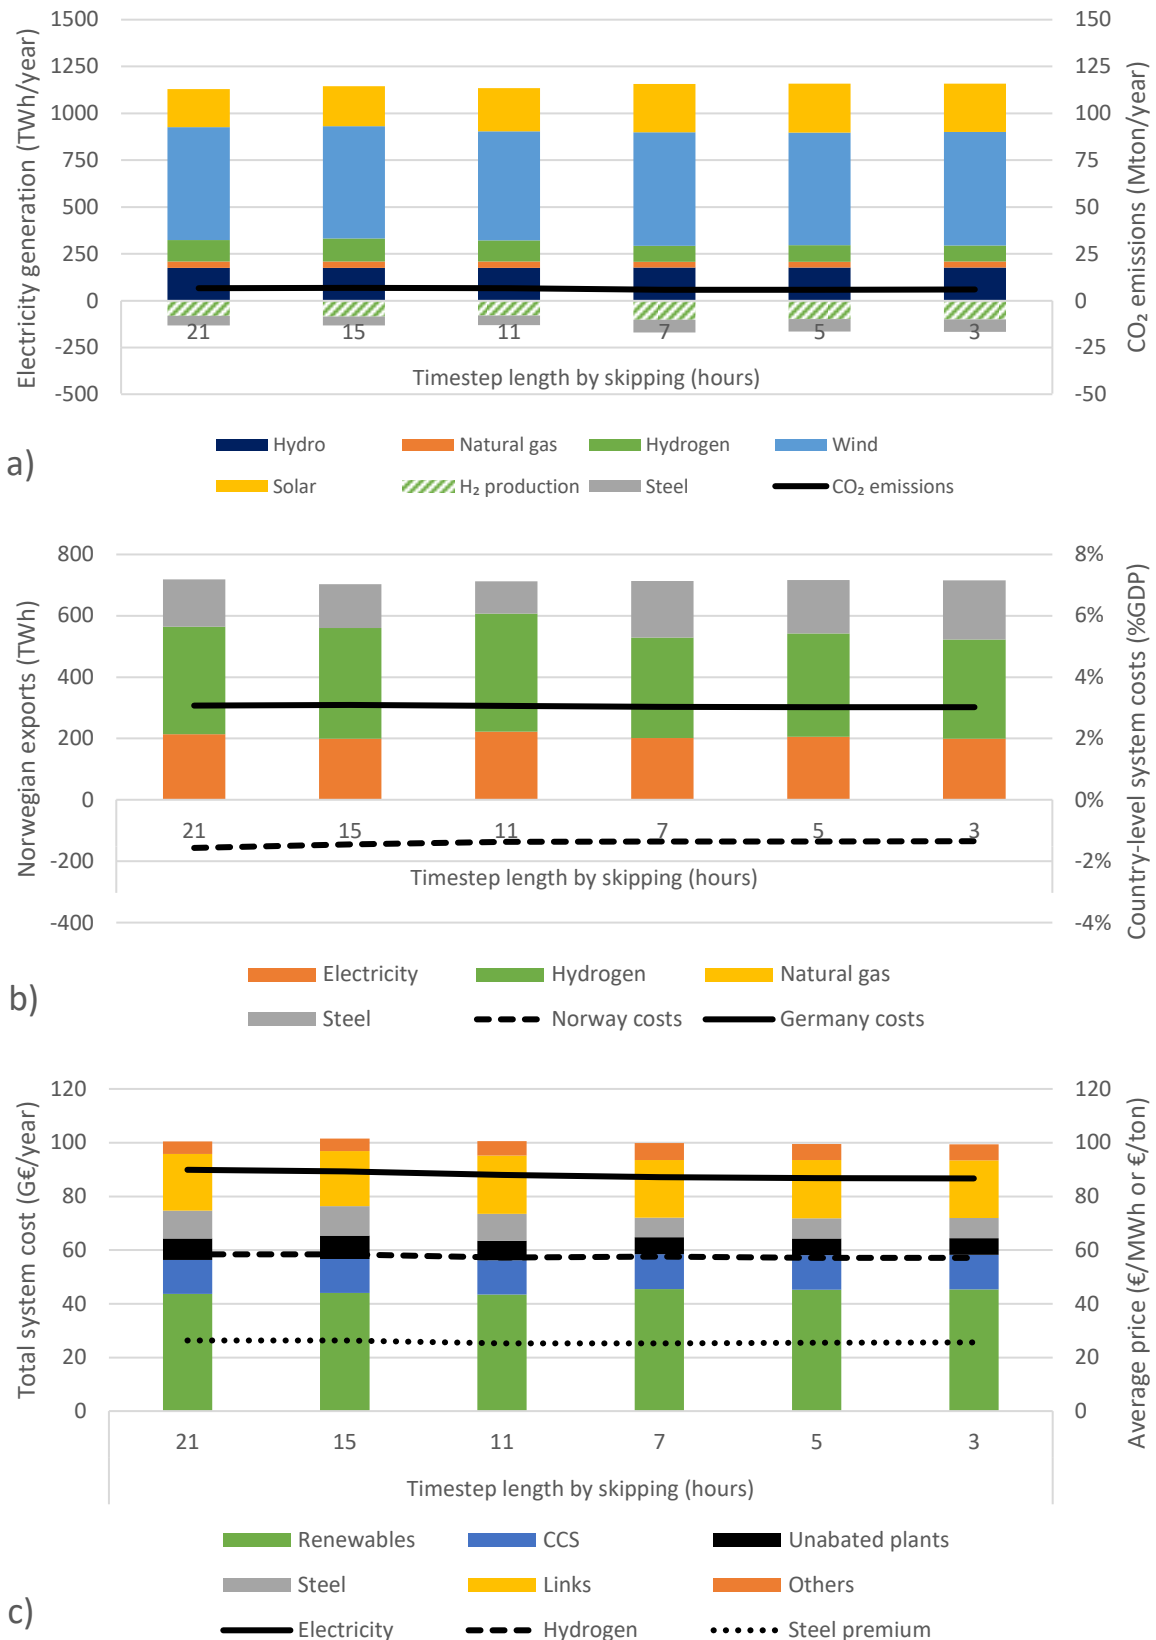 1500
1250
1000
750
500
250
0
-250
-500
Electricity generation (TWh/year)
150
125
100
75
50
25
0
-25
-50
CO₂ emissions (Mton/year)
21 15 11 7 5 3
Timestep length by skipping (hours)
Hydro Natural gas Hydrogen Wind
Solar H₂ production Steel CO₂ emissions
a)
800
600
400
200
0
-200
-400
Norwegian exports (TWh)
8%
6%
4%
2%
0%
-2%
-4%
Country-level system costs (%GDP)
21 15 11 7 5 3
Timestep length by skipping (hours)
Electricity Hydrogen Natural gas
Steel Norway costs Germany costs
b)
120
100
80
60
40
20
0
Total system cost (G€/year)
120
100
80
60
40
20
0
Average price (€/MWh or €/ton)
21 15 11 7 5 3
Timestep length by skipping (hours)
Renewables CCS Unabated plants
Steel Links Others
Electricity Hydrogen Steel premium
c)